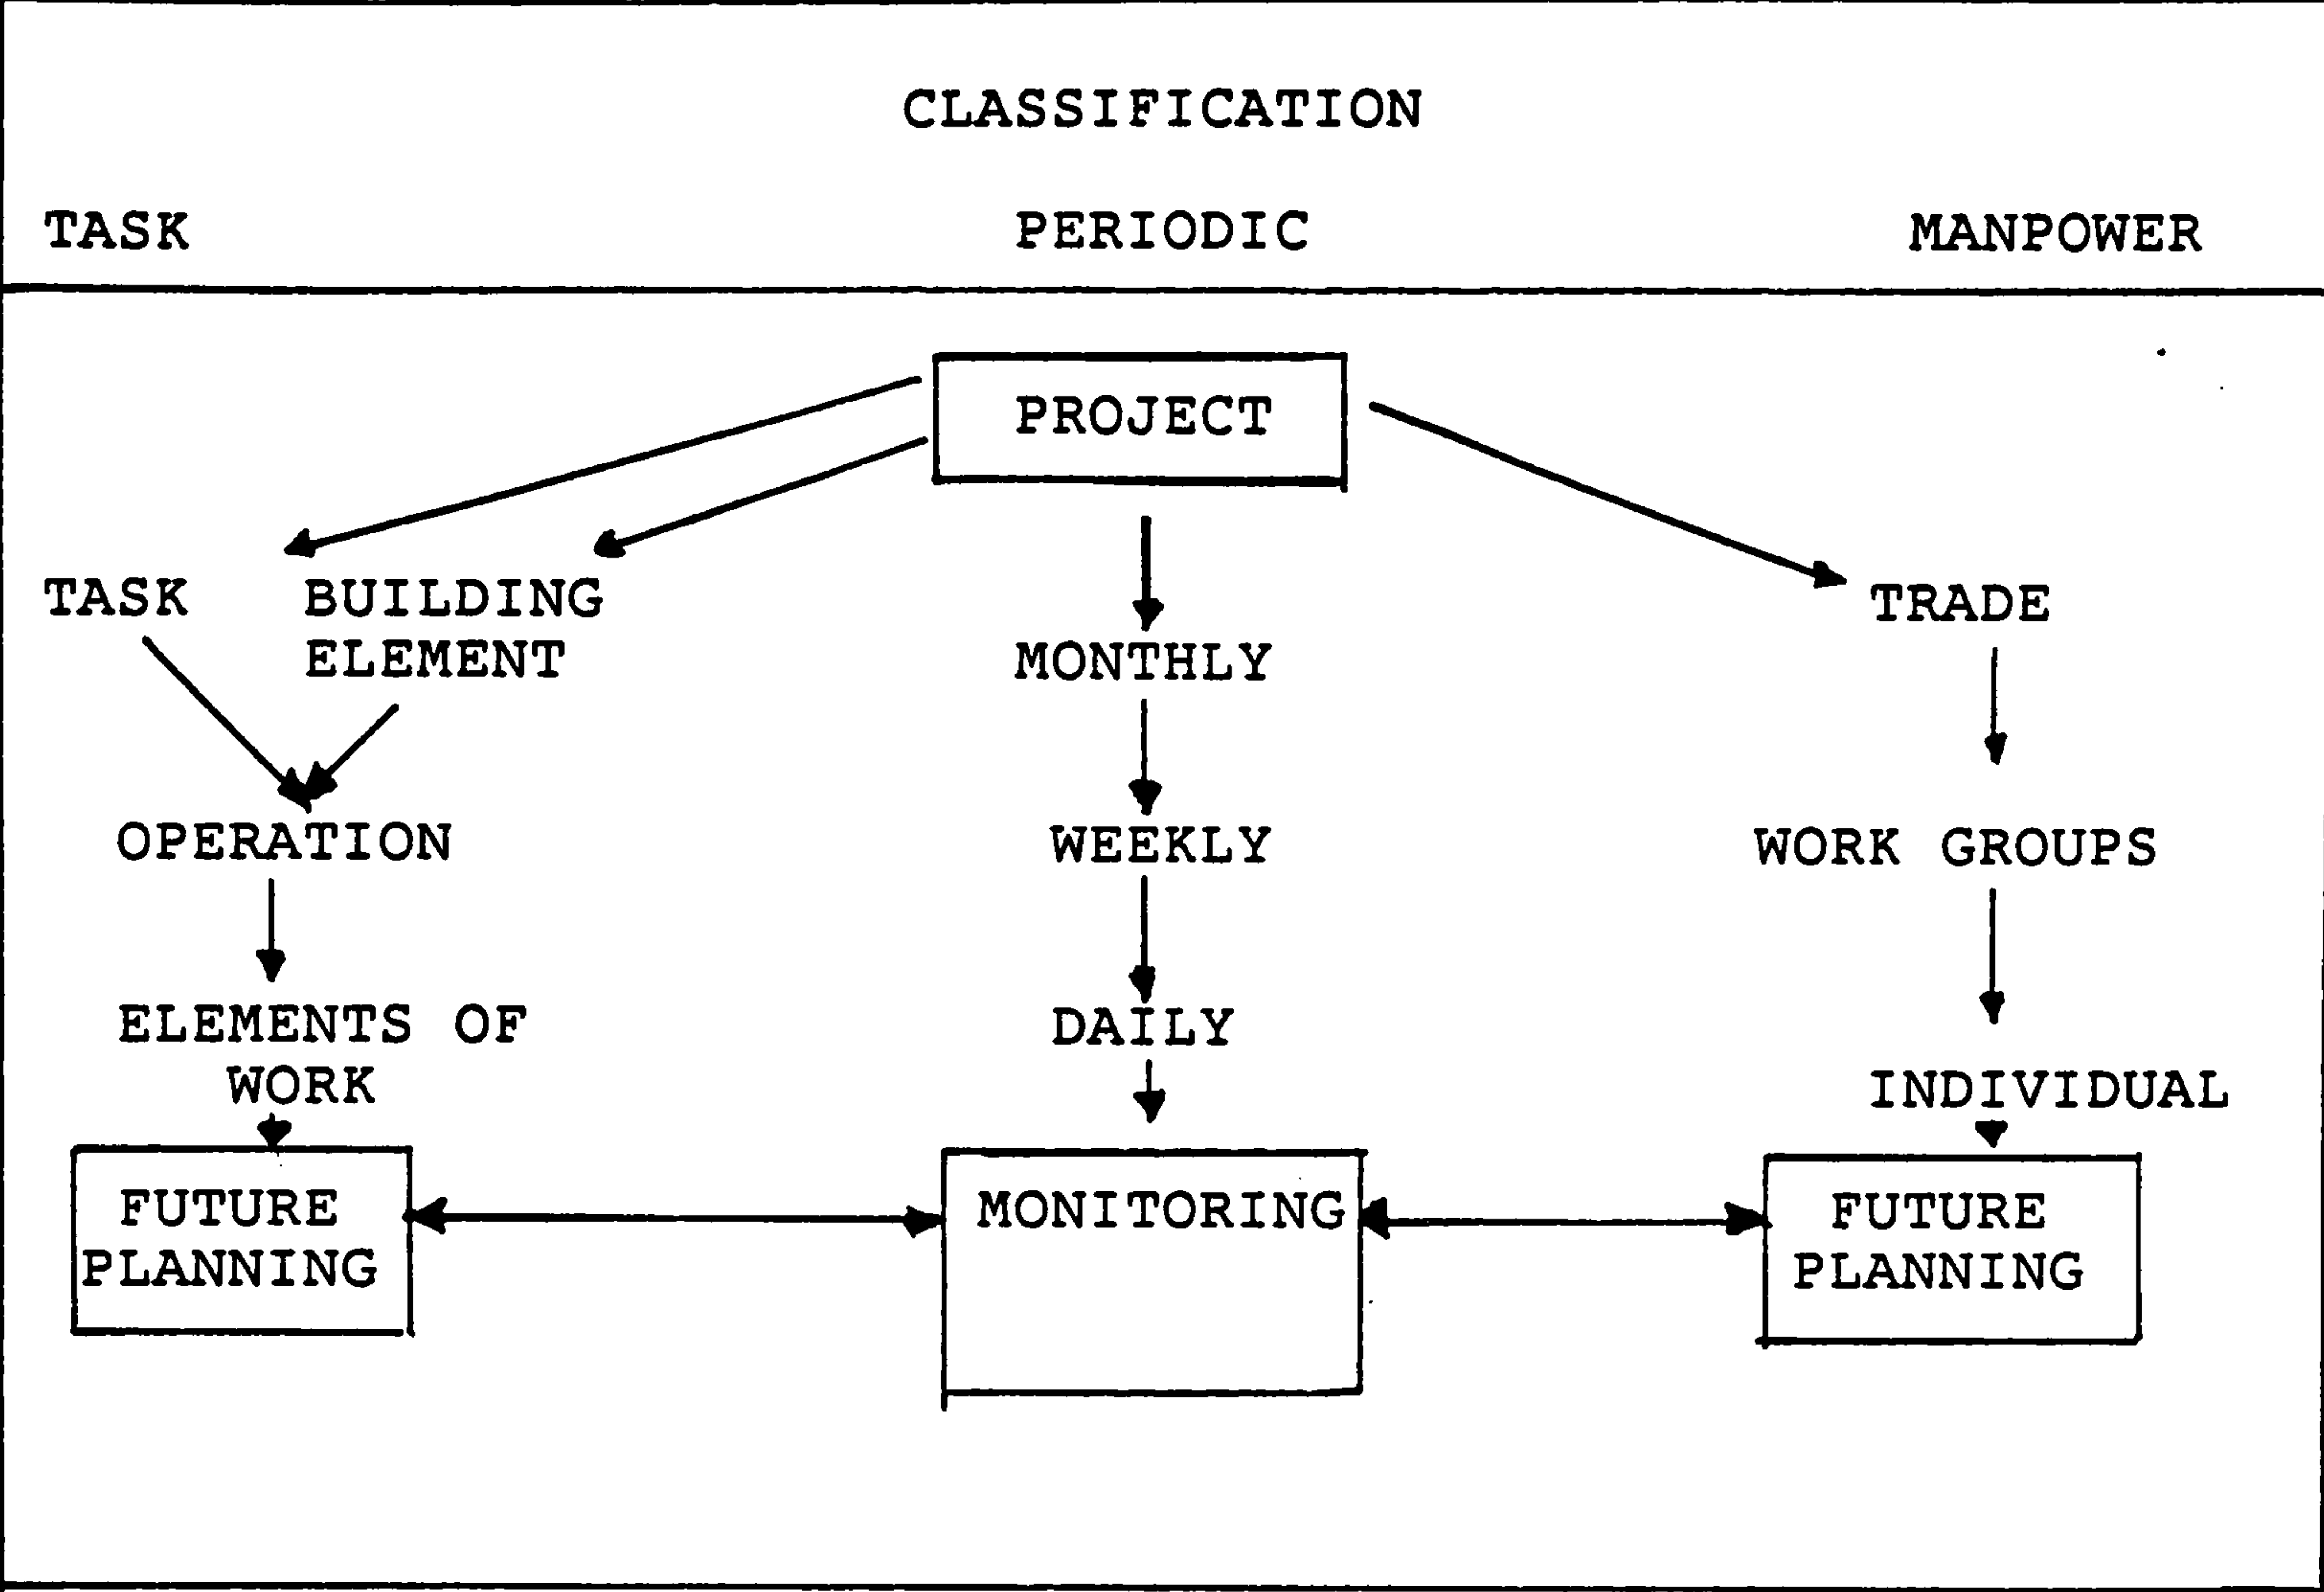 CLASSIFICATION
TASK PERIODIC MANPOWER
PROJECT
TASK BUILDING ELEMENT TRADE
MONTHLY
OPERATION WEEKLY WORK GROUPS
ELEMENTS OF DAILY
WORK INDIVIDUAL
FUTURE MONITORING FUTURE
PLANNING PLANNING